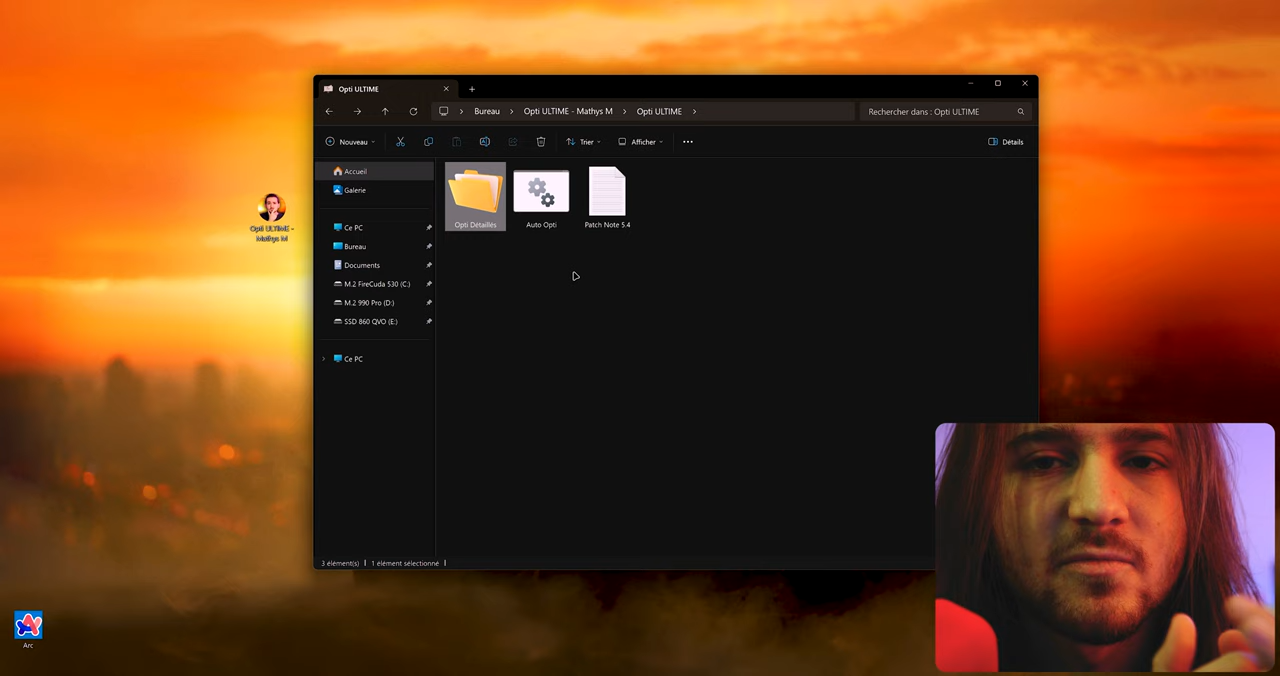 Opti ULTIME
Bureau
Opti ULTIME - Mathys M
Opti ULTIME
Rechercher dans : Opti ULTIME
Nouveau
Trier
Afficher
Détails
Accueil
Galerie
Ce PC
Bureau
Documents
M.2 FireCuda 530 (C:)
M.2 990 Pro (D:)
SSD 860 QVO (E:)
Ce PC
Opti Détaillés
Auto Opti
Patch Note 5.4
3 élément(s)
1 élément sélectionné
Opti ULTIME -
Mathys M
Arc